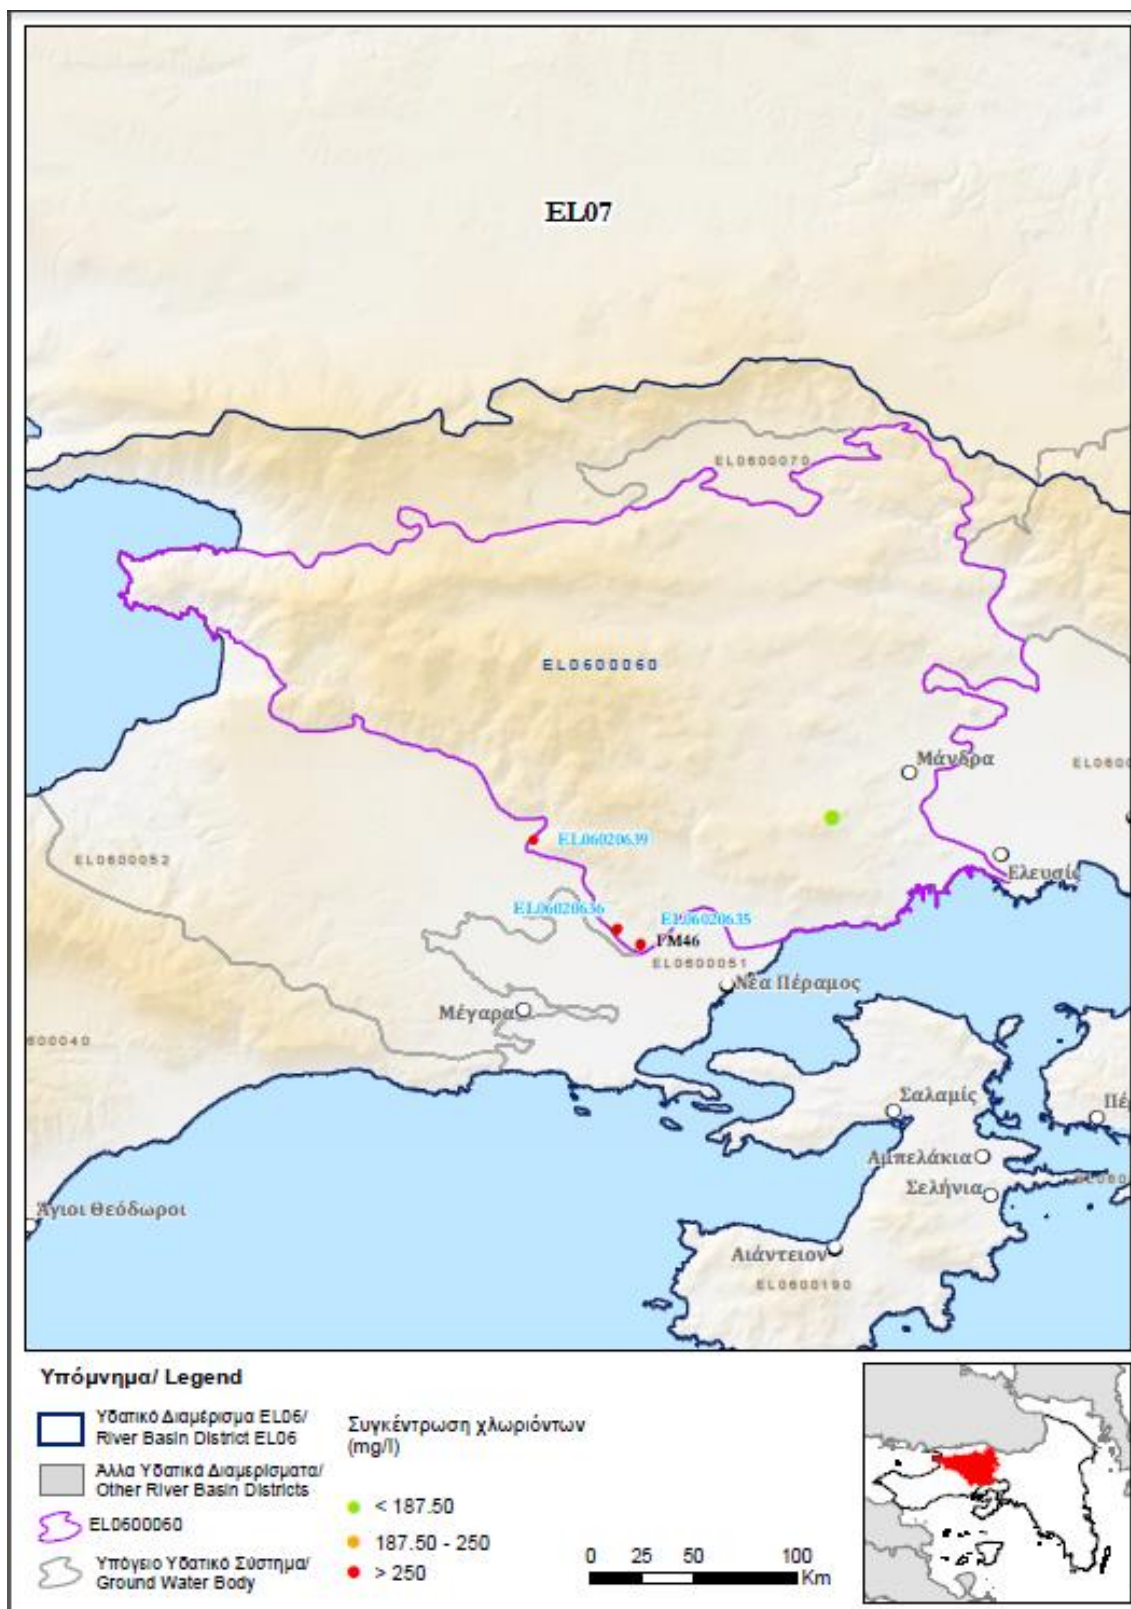 EL07
EL0600070
EL0600060
Μάνδρα
EL0600
EL06020639
EL0600052
Ελευσίς
EL06020636
EL06020635
FM46
EL0600051
Νέα Πέραμος
Μέγαρα
600040
Σαλαμίς
Πέρ
Αμπελάκια
EL060
Σελήνια
Άγιοι Θεόδωροι
Αιάντειον
EL0600190
Υπόμνημα/ Legend
Υδατικό Διαμέρισμα EL06/
River Basin District EL06
Άλλα Υδατικά Διαμερίσματα/
Other River Basin Districts
EL0600060
Υπόγειο Υδατικό Σύστημα/
Ground Water Body
Συγκέντρωση χλωριόντων
(mg/l)
< 187.50
187.50 - 250
> 250
0 25 50 100
Km